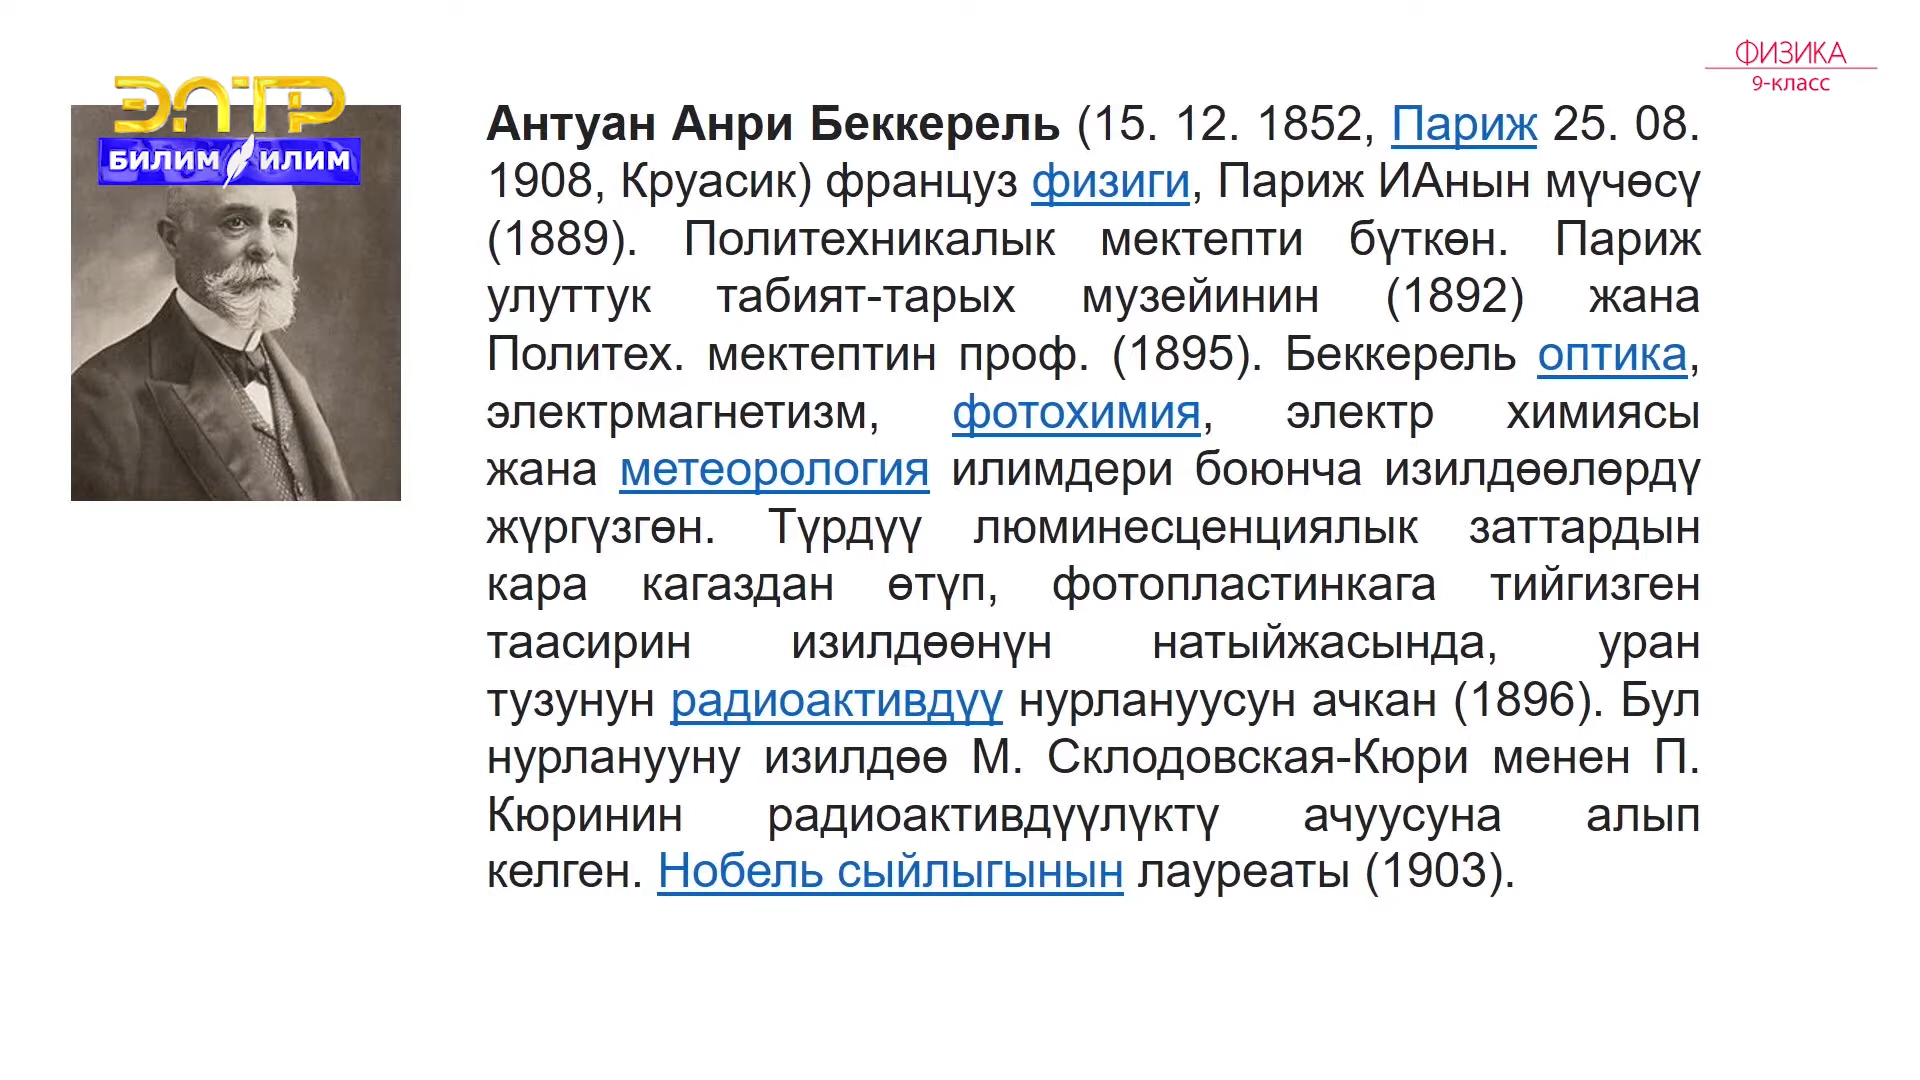 ФИЗИКА
9-класс
ЭЛТР
БИЛИМ ИЛИМ
Антуан Анри Беккерель (15. 12. 1852, Париж 25. 08.
1908, Круасик) француз физиги, Париж ИАнын мүчөсү
(1889). Политехникалык мектепти бүткөн. Париж
улуттук табият-тарых музейинин (1892) жана
Политех. мектептин проф. (1895). Беккерель оптика,
электрмагнетизм, фотохимия, электр химиясы
жана метеорология илимдери боюнча изилдөөлөрдү
жүргүзгөн. Түрдүү люминесценциялык заттардын
кара кагаздан өтүп, фотопластинкага тийгизген
таасирин изилдөөнүн натыйжасында, уран
тузунун радиоактивдүү нурлануусун ачкан (1896). Бул
нурланууну изилдөө М. Склодовская-Кюри менен П.
Кюринин радиоактивдүүлүктү ачуусуна алып
келген. Нобель сыйлыгынын лауреаты (1903).